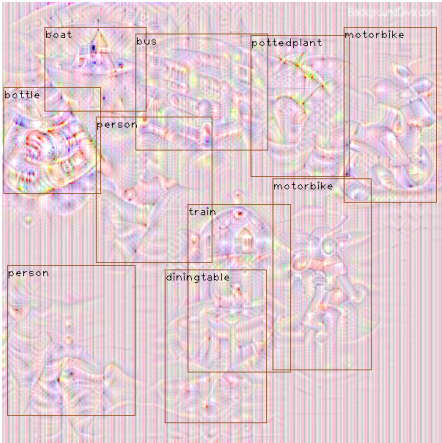 boat
bus
pottedplant
motorbike
bottle
person
motorbike
train
person
diningtable